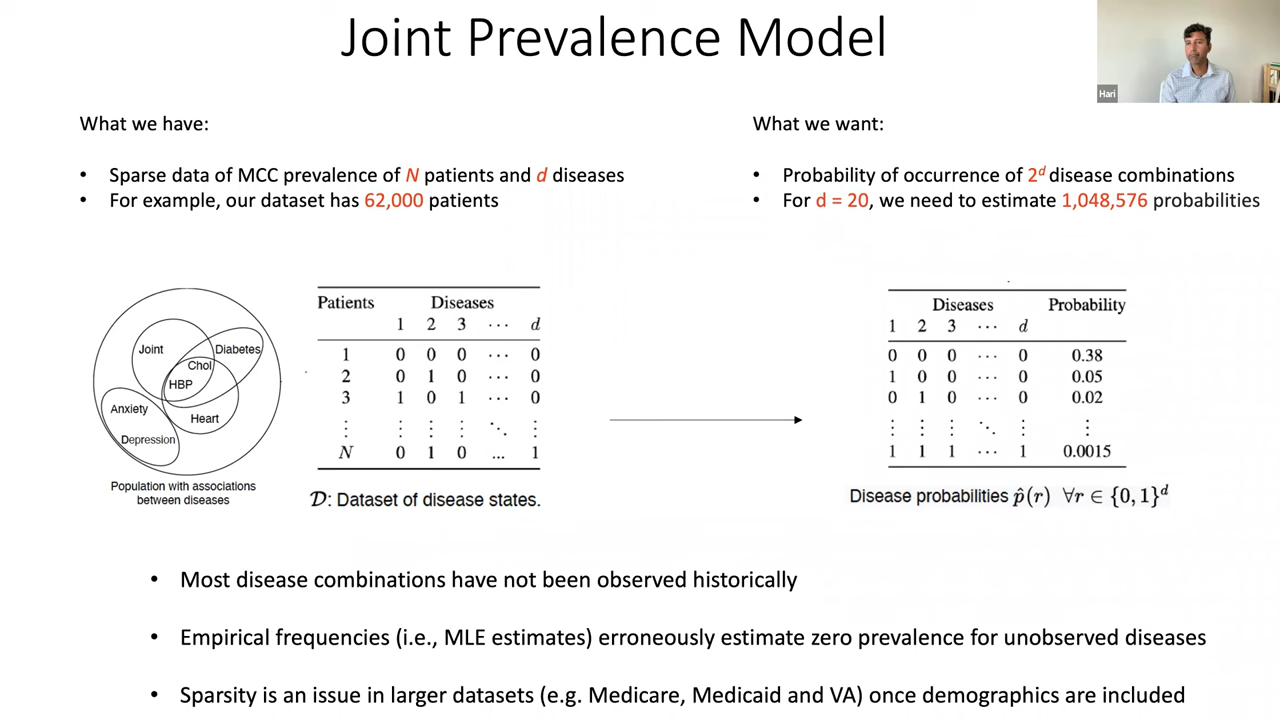 Joint Prevalence Model
Hari
What we have:
• Sparse data of MCC prevalence of N patients and d diseases
• For example, our dataset has 62,000 patients
What we want:
• Probability of occurrence of 2^d disease combinations
• For d = 20, we need to estimate 1,048,576 probabilities
Joint
Diabetes
Chol
HBP
Anxiety
Heart
Depression
Population with associations
between diseases
Patients Diseases
1 2 3 ⋯ d
1 0 0 0 ⋯ 0
2 0 1 0 ⋯ 0
3 1 0 1 ⋯ 0
⋮ ⋮ ⋮ ⋮ ⋱ ⋮
N 0 1 0 ... 1
𝒟: Dataset of disease states.
Diseases Probability
1 2 3 ⋯ d
0 0 0 ⋯ 0 0.38
1 0 0 ⋯ 0 0.05
0 1 0 ⋯ 0 0.02
⋮ ⋮ ⋮ ⋱ ⋮ ⋮
1 1 1 ⋯ 1 0.0015
Disease probabilities p̂(r) ∀r ∈ {0, 1}^d
• Most disease combinations have not been observed historically
• Empirical frequencies (i.e., MLE estimates) erroneously estimate zero prevalence for unobserved diseases
• Sparsity is an issue in larger datasets (e.g. Medicare, Medicaid and VA) once demographics are included